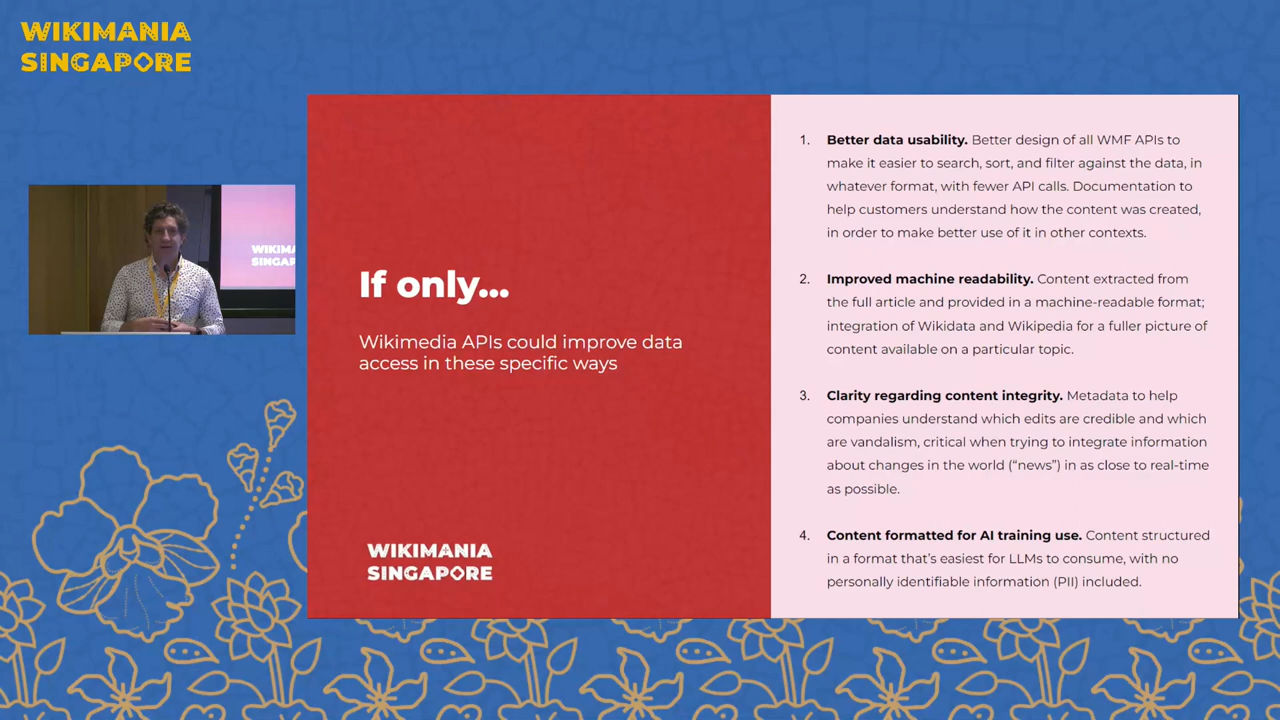 WIKIMANIA
SINGAPORE
WIKIMA
SINGAP
If only...
Wikimedia APIs could improve data
access in these specific ways
WIKIMANIA
SINGAPORE
1. Better data usability. Better design of all WMF APIs to
make it easier to search, sort, and filter against the data, in
whatever format, with fewer API calls. Documentation to
help customers understand how the content was created,
in order to make better use of it in other contexts.
2. Improved machine readability. Content extracted from
the full article and provided in a machine-readable format;
integration of Wikidata and Wikipedia for a fuller picture of
content available on a particular topic.
3. Clarity regarding content integrity. Metadata to help
companies understand which edits are credible and which
are vandalism, critical when trying to integrate information
about changes in the world (“news”) in as close to real-time
as possible.
4. Content formatted for AI training use. Content structured
in a format that’s easiest for LLMs to consume, with no
personally identifiable information (PII) included.